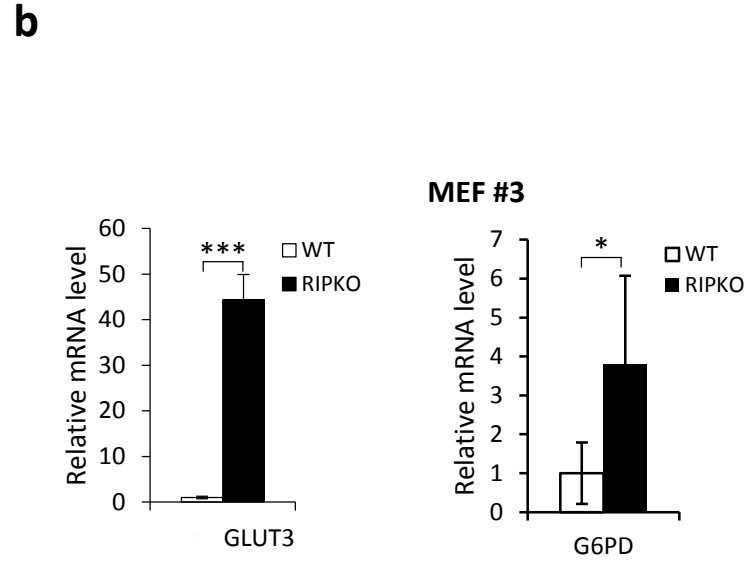 b
MEF #3
Relative mRNA level
60
50
40
30
20
10
0
***
WT
RIPKO
GLUT3
Relative mRNA level
7
6
5
4
3
2
1
0
*
WT
RIPKO
G6PD